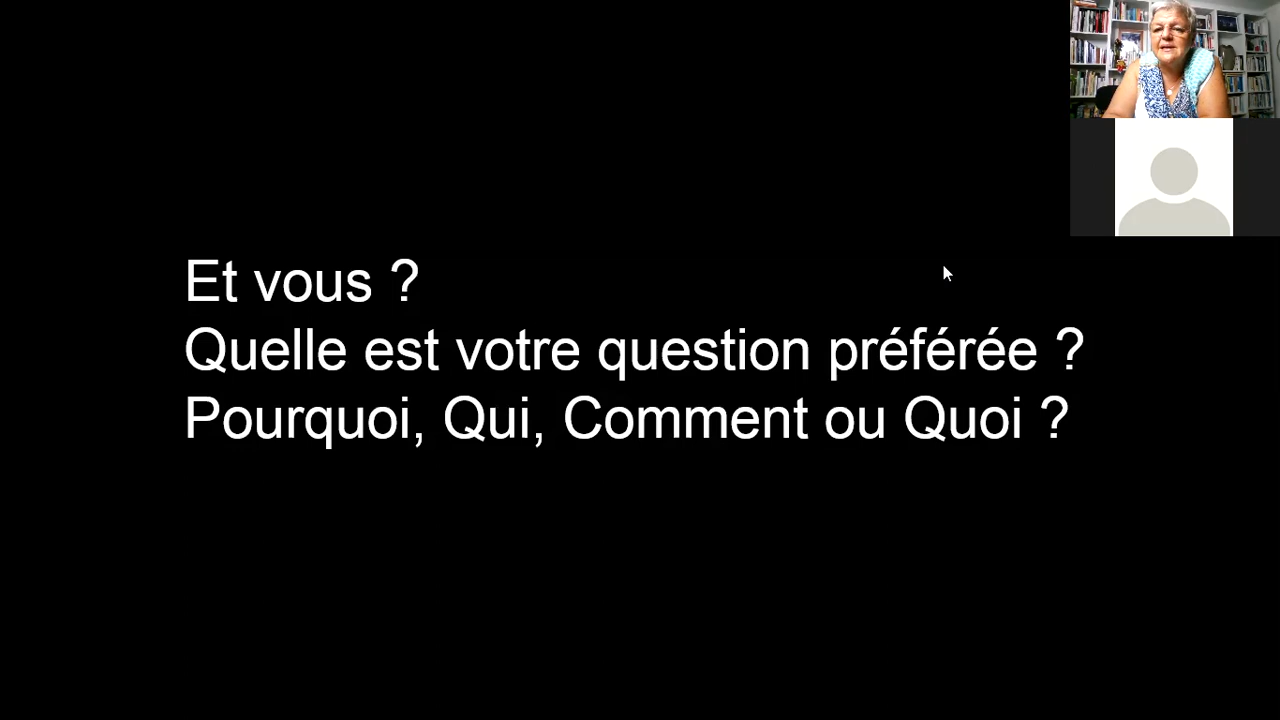 Et vous ?
Quelle est votre question préférée ?
Pourquoi, Qui, Comment ou Quoi ?